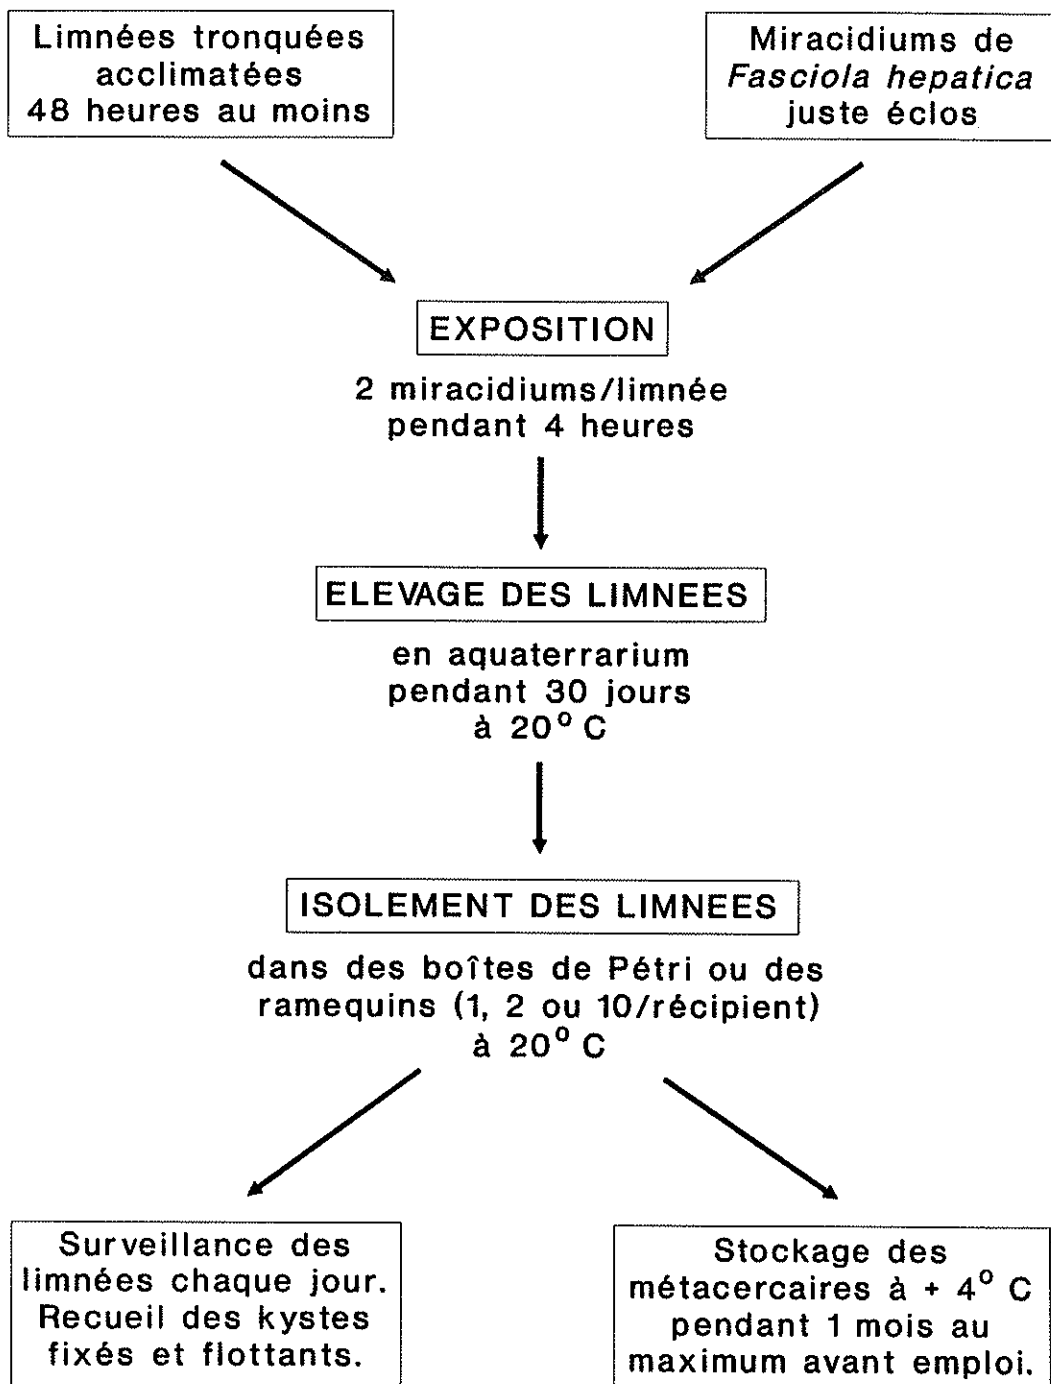 Limnées tronquées
acclimatées
48 heures au moins
Miracidiums de
Fasciola hepatica
juste éclos
EXPOSITION
2 miracidiums/limnée
pendant 4 heures
ELEVAGE DES LIMNEES
en aquaterrarium
pendant 30 jours
à 20° C
ISOLEMENT DES LIMNEES
dans des boîtes de Pétri ou des
ramequins (1, 2 ou 10/récipient)
à 20° C
Surveillance des
limnées chaque jour.
Recueil des kystes
fixés et flottants.
Stockage des
métacercaires à + 4° C
pendant 1 mois au
maximum avant emploi.